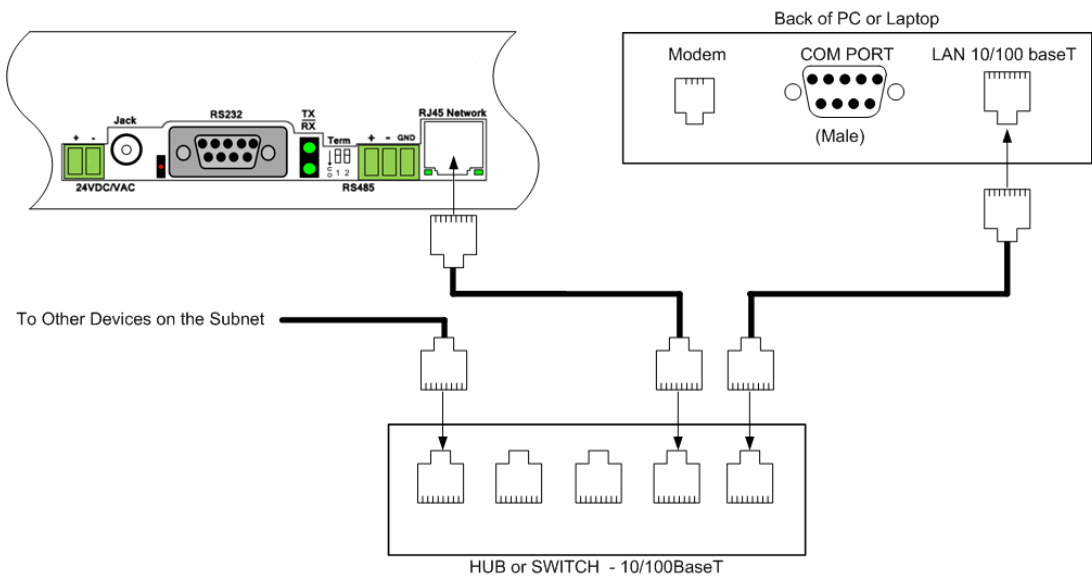 Back of PC or Laptop
Modem
COM PORT
LAN 10/100 baseT
(Male)
Jack
RS232
TX
RX
Term
+ - GND
RJ45 Network
+ -
24VDC/VAC
1 2
RS485
To Other Devices on the Subnet
HUB or SWITCH - 10/100BaseT